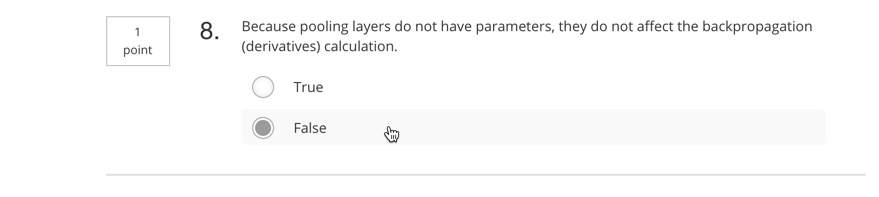 1
point
8.
Because pooling layers do not have parameters, they do not affect the backpropagation
(derivatives) calculation.
True
False